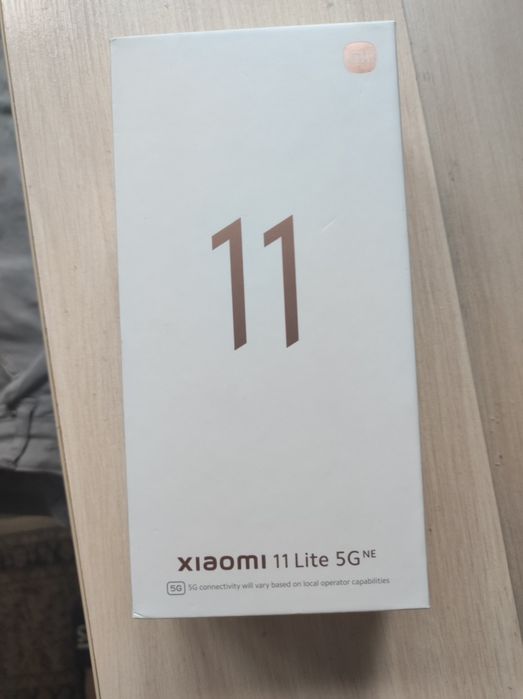 11
xiaomi 11 Lite 5G NE
5G 5G connectivity will vary based on local operator capabilities